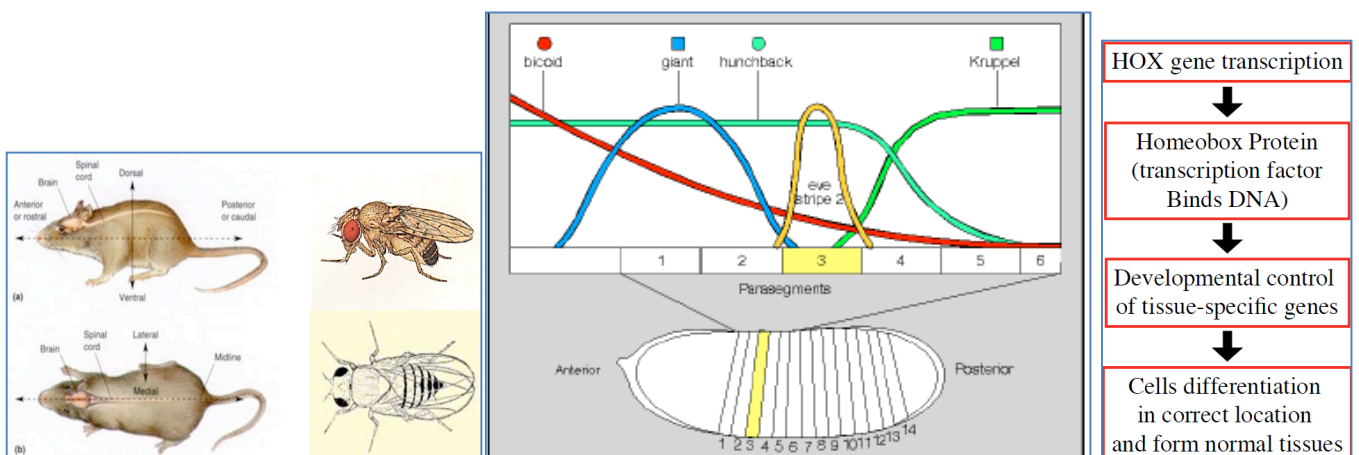 Brain
Spinal
cord
Dorsal
Anterior
or rostral
Posterior
or caudal
(a)
Ventral
Brain
Spinal
cord
Lateral
Midline
Medial
(b)
bicoid
giant
hunchback
Kruppel
eve
stripe 2
1 2 3 4 5 6
Parasegments
Anterior
Posterior
1 2 3 4 5 6 7 8 9 10 11 12 13 14
HOX gene transcription
Homeobox Protein
(transcription factor
Binds DNA)
Developmental control
of tissue-specific genes
Cells differentiation
in correct location
and form normal tissues